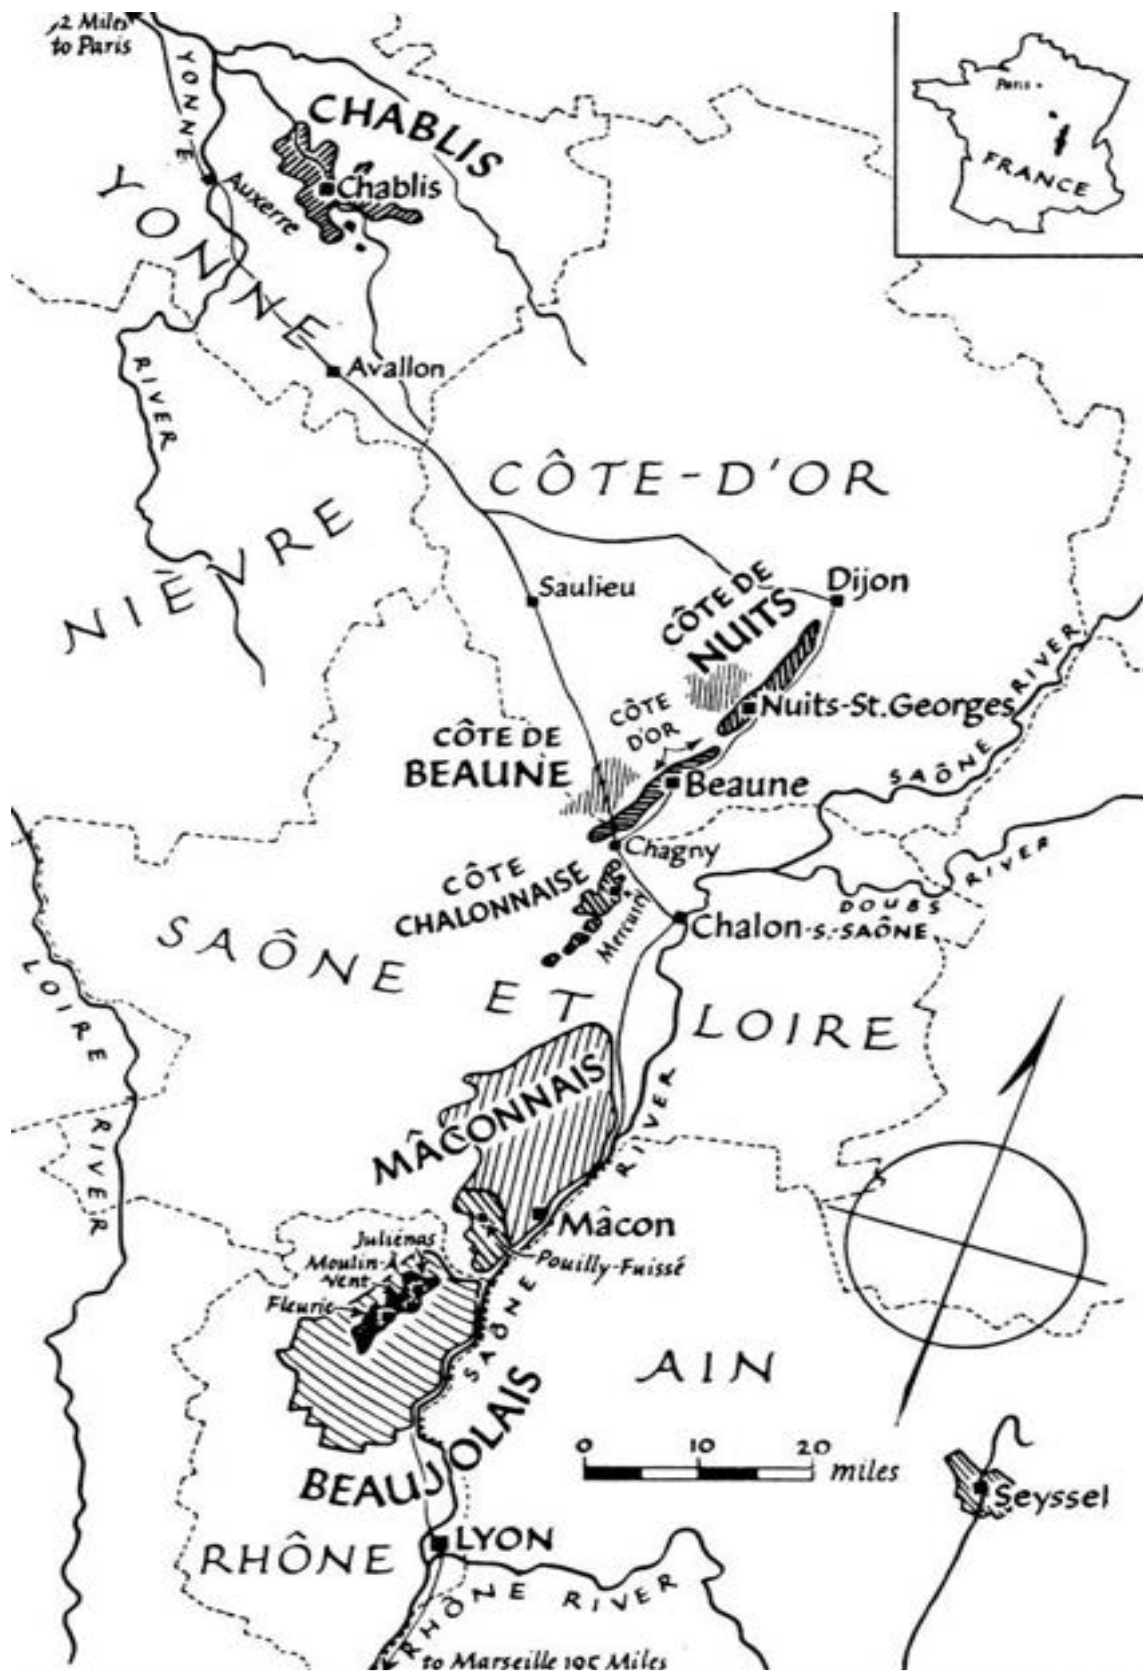 2 Miles
to Paris
YONNE
CHABLIS
Chablis
Auxerre
YONNE
Paris
FRANCE
Avallon
RIVER
CÔTE-D'OR
NIEVRE
Saulieu
CÔTE DE
NUITS
Dijon
Nuits-St.Georges
CÔTE
D'OR
CÔTE DE
BEAUNE
Beaune
SAÔNE RIVER
Chagny
CÔTE
CHALONNAISE
Mercurey
DOUBS RIVER
Chalon-s.-SAÔNE
SAÔNE ET LOIRE
LOIRE RIVER
MÂCONNAIS
RIVER
Mâcon
Pouilly-Fuissé
Juliénas
Moulin-À-
Vent
Fleurie
SAÔNE
AIN
BEAUJOLAIS
0 10 20
miles
Seyssel
LYON
RHÔNE
RHÔNE RIVER
to Marseille 195 Miles